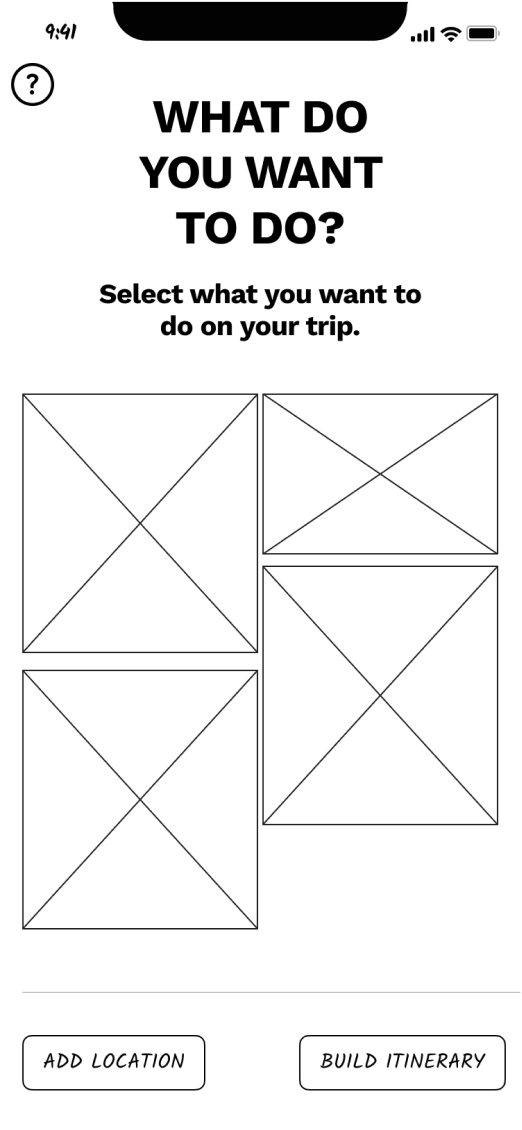 9:41
?
WHAT DO
YOU WANT
TO DO?
Select what you want to
do on your trip.
ADD LOCATION
BUILD ITINERARY